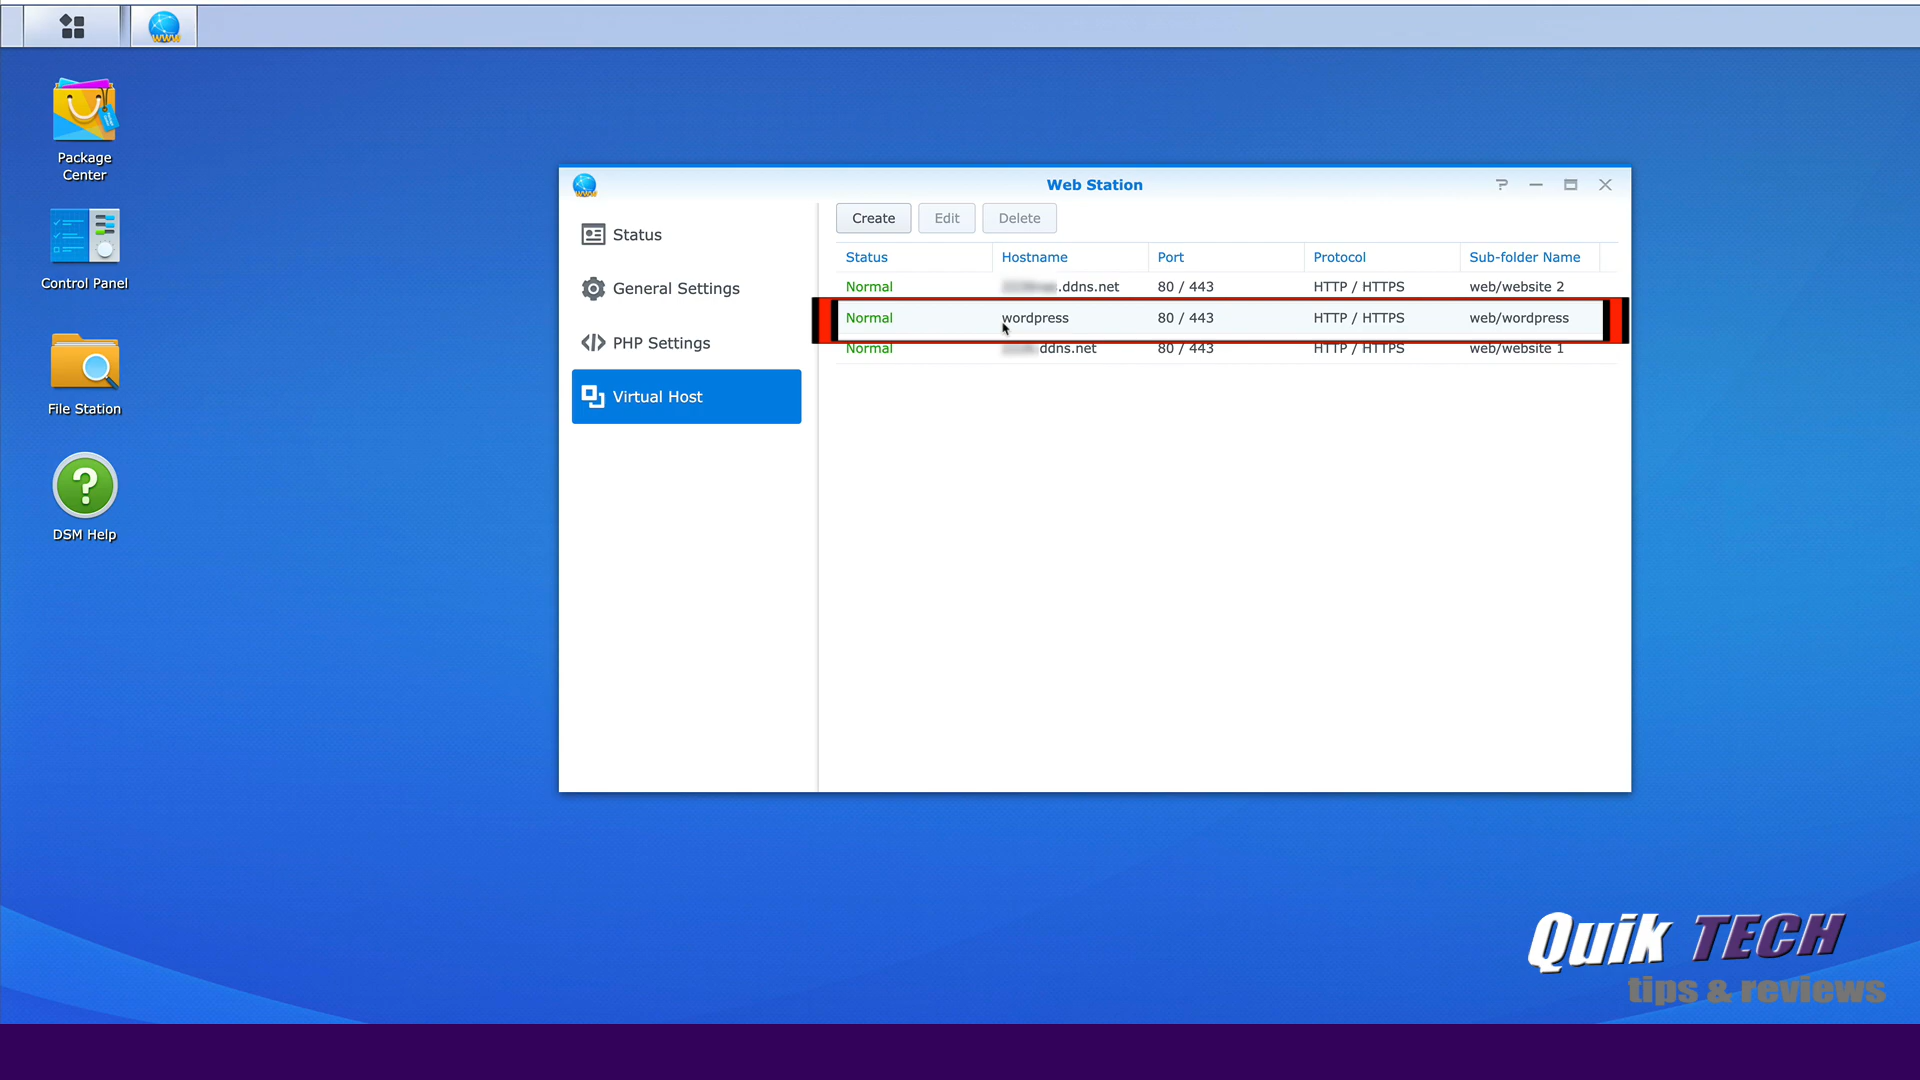 Package
Center
Control Panel
File Station
DSM Help
Web Station
Status
General Settings
PHP Settings
Virtual Host
Create Edit Delete
Status Hostname Port Protocol Sub-folder Name
Normal .ddns.net 80 / 443 HTTP / HTTPS web/website 2
Normal wordpress 80 / 443 HTTP / HTTPS web/wordpress
Normal ddns.net 80 / 443 HTTP / HTTPS web/website 1
Quik TECH
tips & reviews